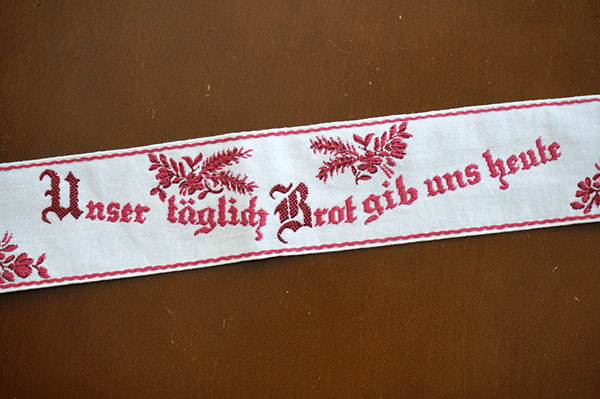 Unser täglich Brot gib uns heute